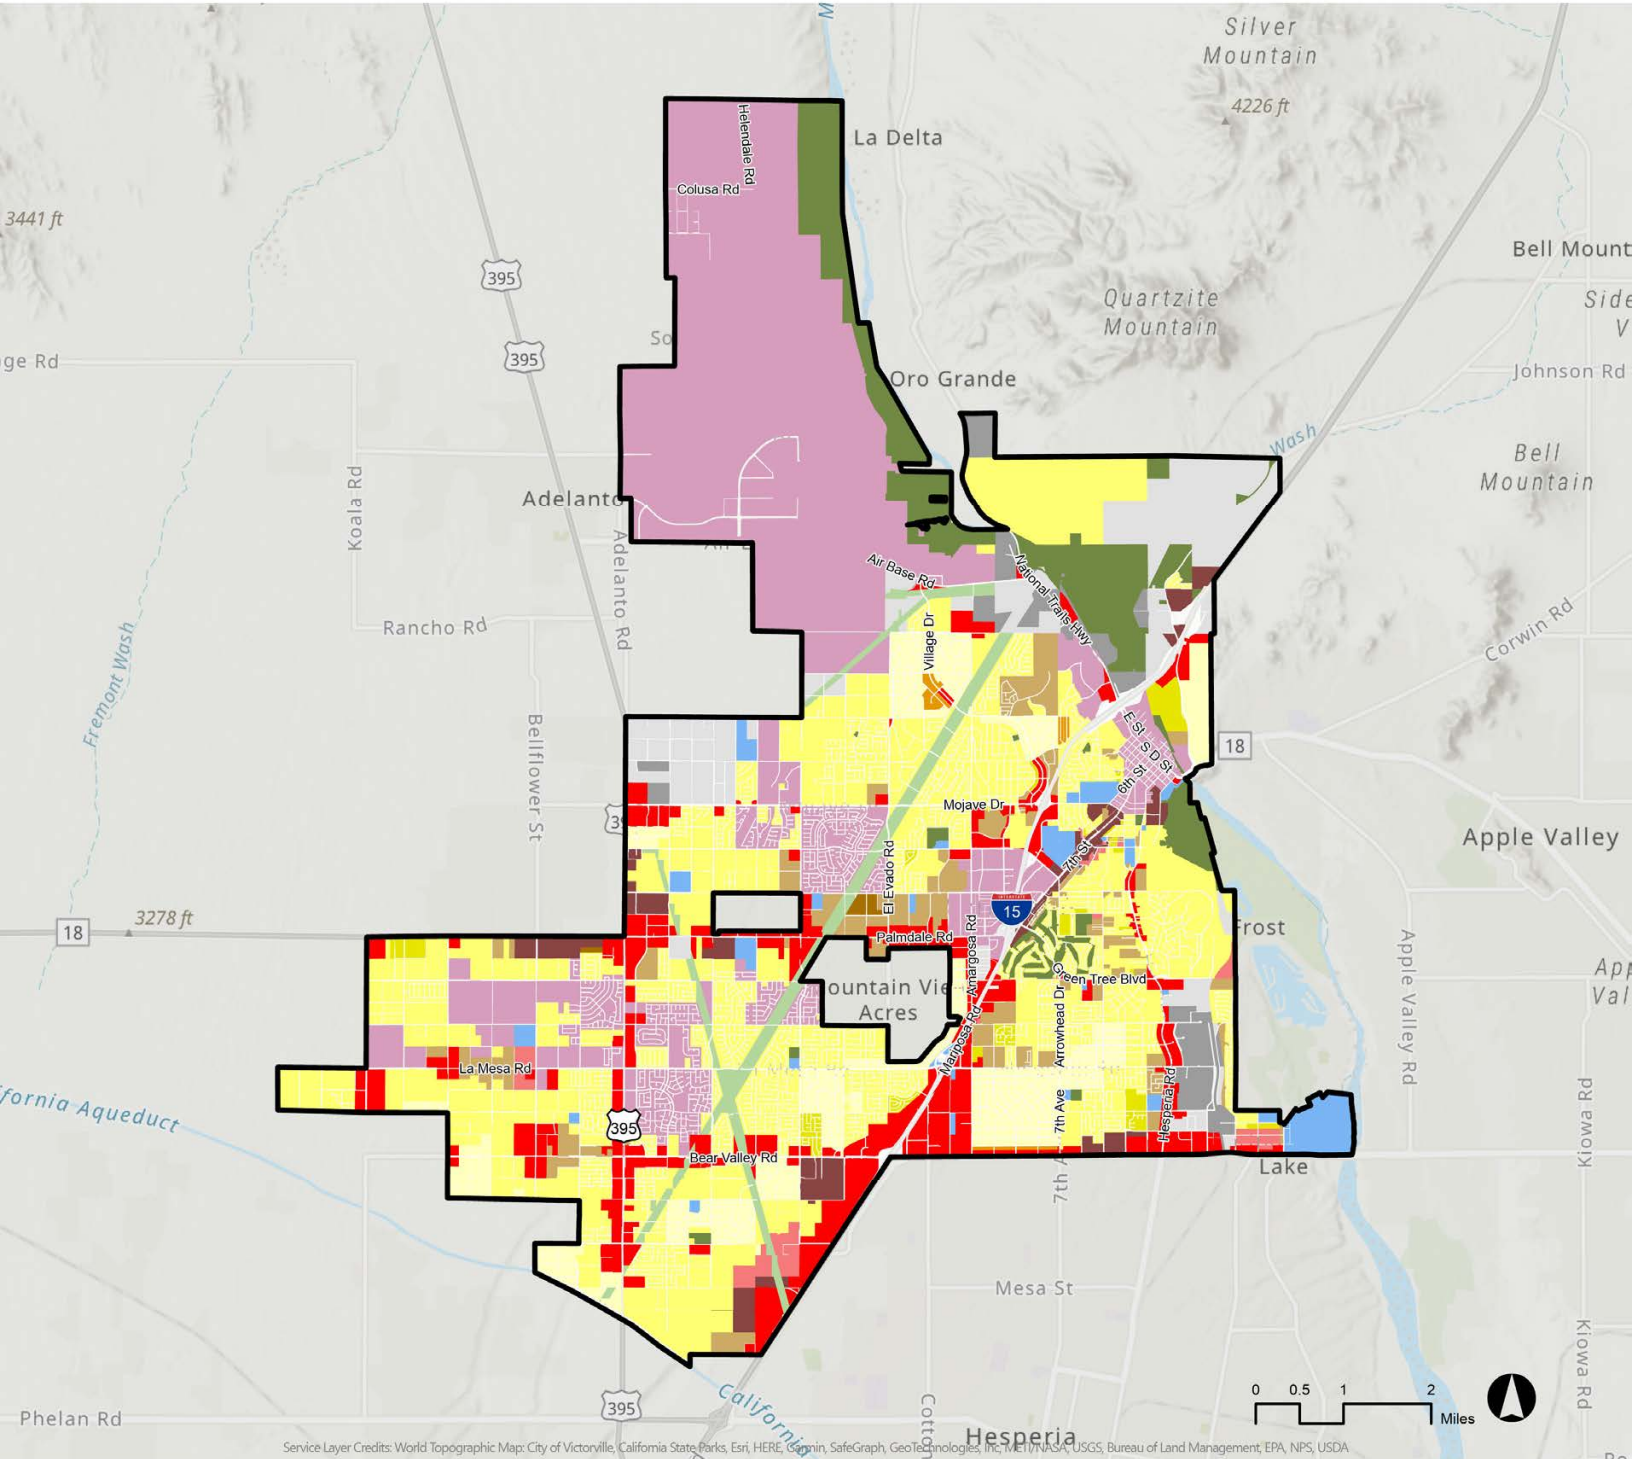 Silver
Mountain
4226 ft
La Delta
Helendale Rd
Colusa Rd
3441 ft
Bell Mount
395
Quartzite
Mountain
Side
V
So
395
ge Rd
Johnson Rd
Oro Grande
Wash
Bell
Mountain
Koala Rd
Adelanto
Adelanto Rd
Air Base Rd
National Trails Hwy
Rancho Rd
Village Dr
Corwin Rd
Fremont Wash
Bellflower St
E St
S D St
6th St
18
Mojave Dr
39
Apple Valley
7th St
El Evado Rd
15
3278 ft
18
Palmdale Rd
Amargosa Rd
Frost
Green Tree Blvd
Apple Valley Rd
App
Val
ountain Vie
Acres
Arrowhead Dr
Mariposa Rd
La Mesa Rd
ifornia Aqueduct
395
7th Ave
Hesperia Rd
Kiowa Rd
Bear Valley Rd
Lake
7th A
Mesa St
Kiowa Rd
California
395
Phelan Rd
Cotton
Hesperia
0 0.5 1 2
Miles
Service Layer Credits: World Topographic Map: City of Victorville, California State Parks, Esri, HERE, Garmin, SafeGraph, GeoTechnologies, Inc, METI/NASA, USGS, Bureau of Land Management, EPA, NPS, USDA